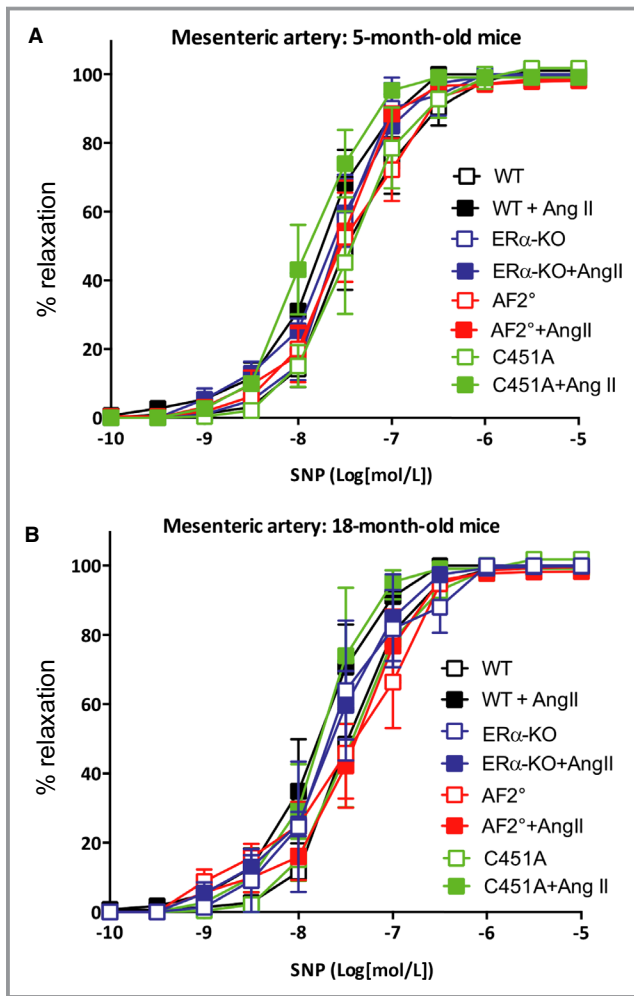 A
Mesenteric artery: 5-month-old mice
100
80
60
40
20
0
% relaxation
WT
WT + Ang II
ERα-KO
ERα-KO+AngII
AF2°
AF2°+AngII
C451A
C451A+Ang II
-10 -9 -8 -7 -6 -5
SNP (Log[mol/L])
B
Mesenteric artery: 18-month-old mice
100
80
60
40
20
0
% relaxation
WT
WT + AngII
ERα-KO
ERα-KO+AngII
AF2°
AF2°+AngII
C451A
C451A+Ang II
-10 -9 -8 -7 -6 -5
SNP (Log[mol/L])